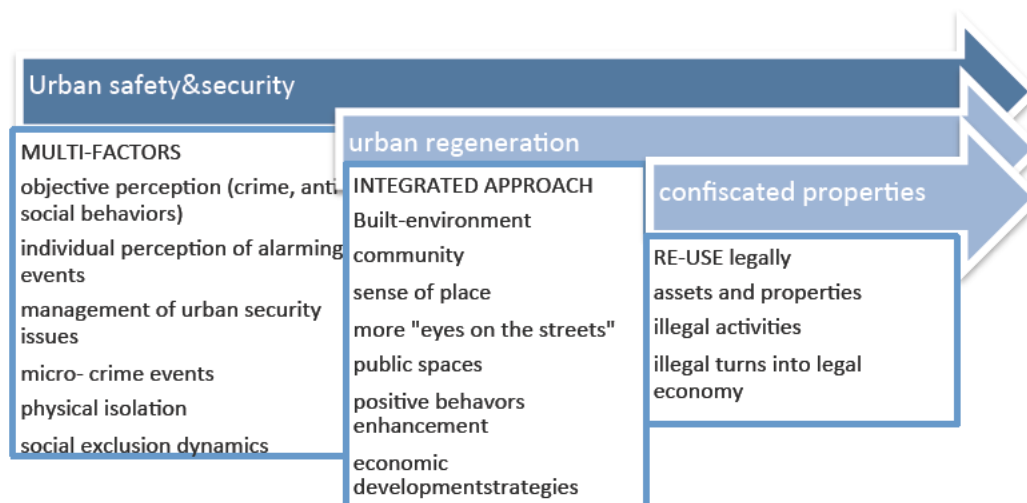 Urban safety&security
MULTI-FACTORS
objective perception (crime, anti
social behaviors)
individual perception of alarming
events
management of urban security
issues
micro- crime events
physical isolation
social exclusion dynamics
urban regeneration
INTEGRATED APPROACH
Built-environment
community
sense of place
more "eyes on the streets"
public spaces
positive behavors
enhancement
economic
developmentstrategies
confiscated properties
RE-USE legally
assets and properties
illegal activities
illegal turns into legal
economy